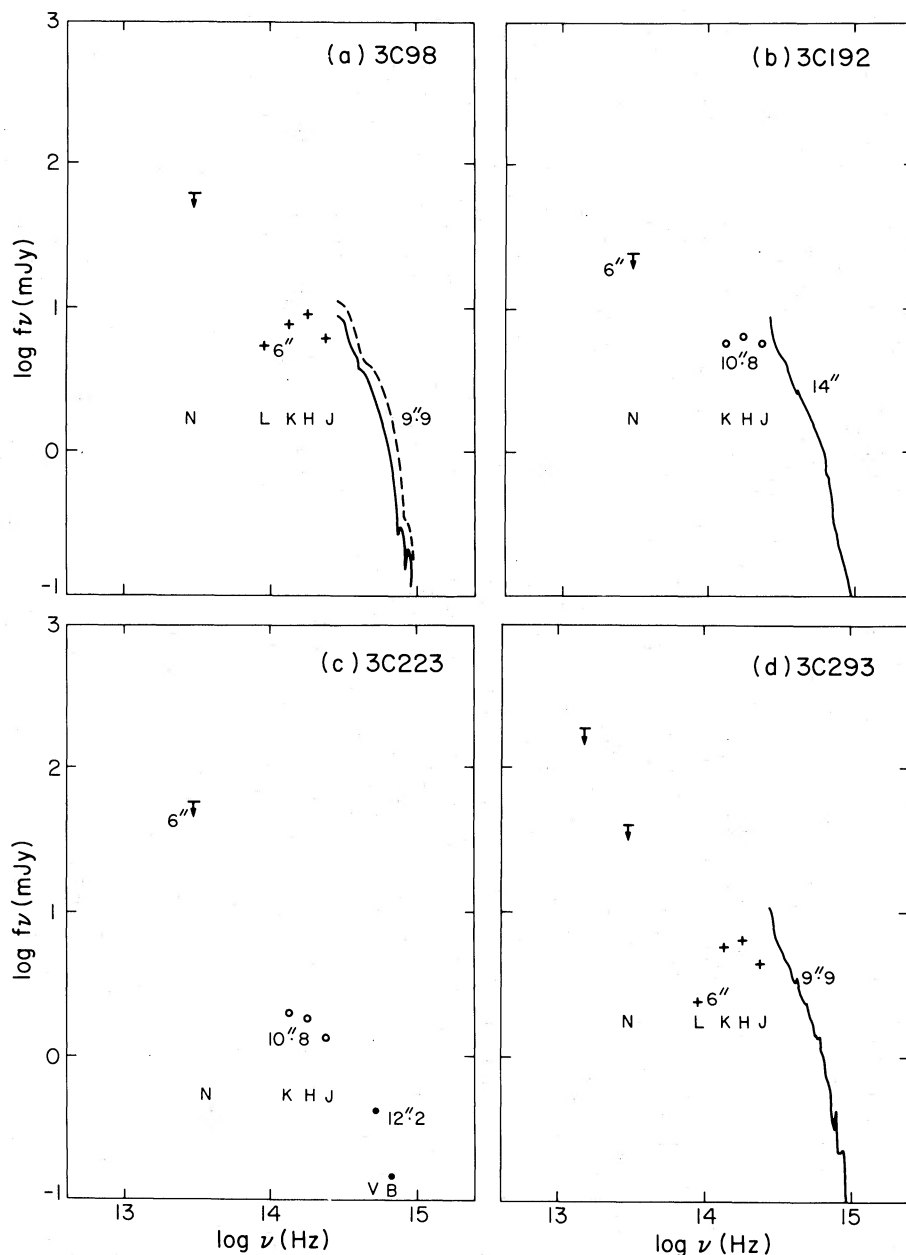 3
(a) 3C98
2
1
log fν (mJy)
6″
9″.9
N L K H J
0
-1
(b) 3C192
6″
10″.8
14″
N K H J
3
(c) 3C223
2
6″
1
log fν (mJy)
10″.8
0
N K H J
12″.2
V B
-1
13 14 15
log ν (Hz)
(d) 3C293
9″.9
6″
N L K H J
13 14 15
log ν (Hz)